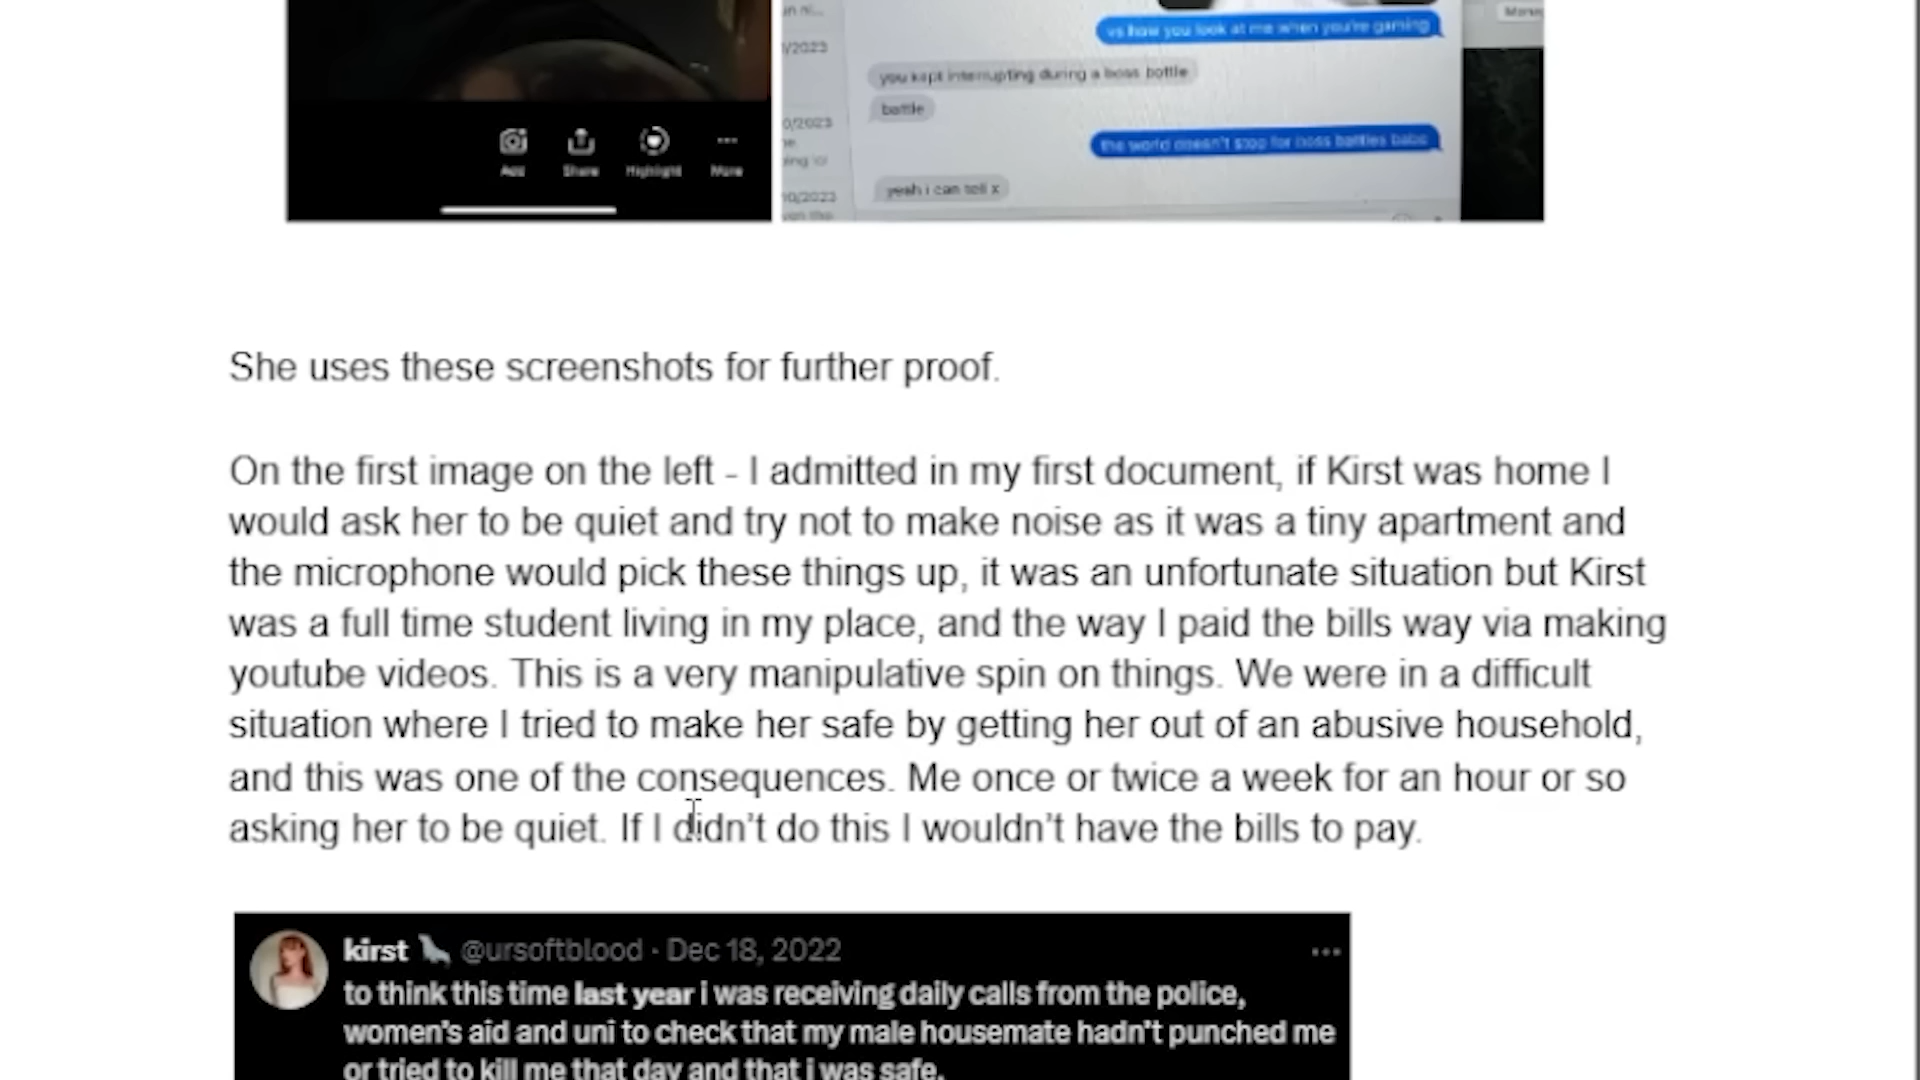 /2023
vs how you look at me when you're gaming
you kept interrupting during a boss bottle
battle
0/2023
the world doesn't stop for boss battles babe
yeah i can tell x
10/2023
Add Share Highlight More
She uses these screenshots for further proof.
On the first image on the left - I admitted in my first document, if Kirst was home I
would ask her to be quiet and try not to make noise as it was a tiny apartment and
the microphone would pick these things up, it was an unfortunate situation but Kirst
was a full time student living in my place, and the way I paid the bills way via making
youtube videos. This is a very manipulative spin on things. We were in a difficult
situation where I tried to make her safe by getting her out of an abusive household,
and this was one of the consequences. Me once or twice a week for an hour or so
asking her to be quiet. If I didn't do this I wouldn't have the bills to pay.
kirst @ursoftblood · Dec 18, 2022
to think this time last year i was receiving daily calls from the police,
women's aid and uni to check that my male housemate hadn't punched me
or tried to kill me that day and that i was safe.